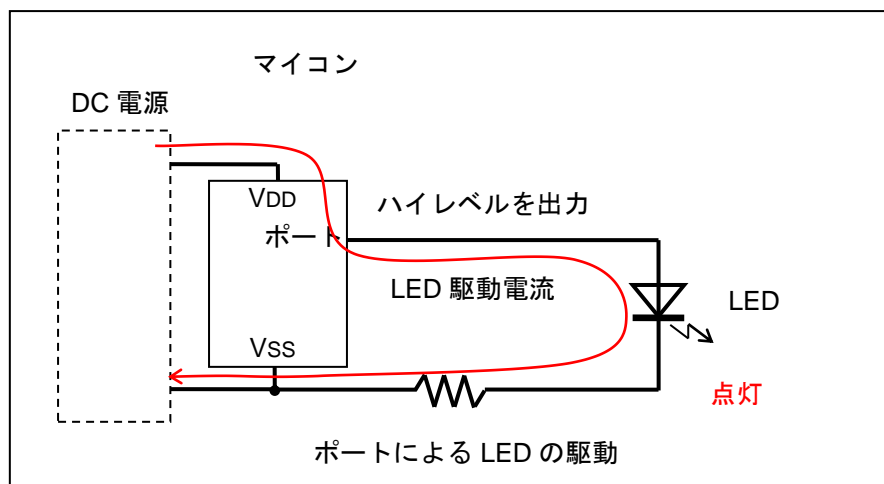 マイコン
DC 電源
VDD
ハイレベルを出力
ポート
LED 駆動電流
LED
VSS
点灯
ポートによる LED の駆動